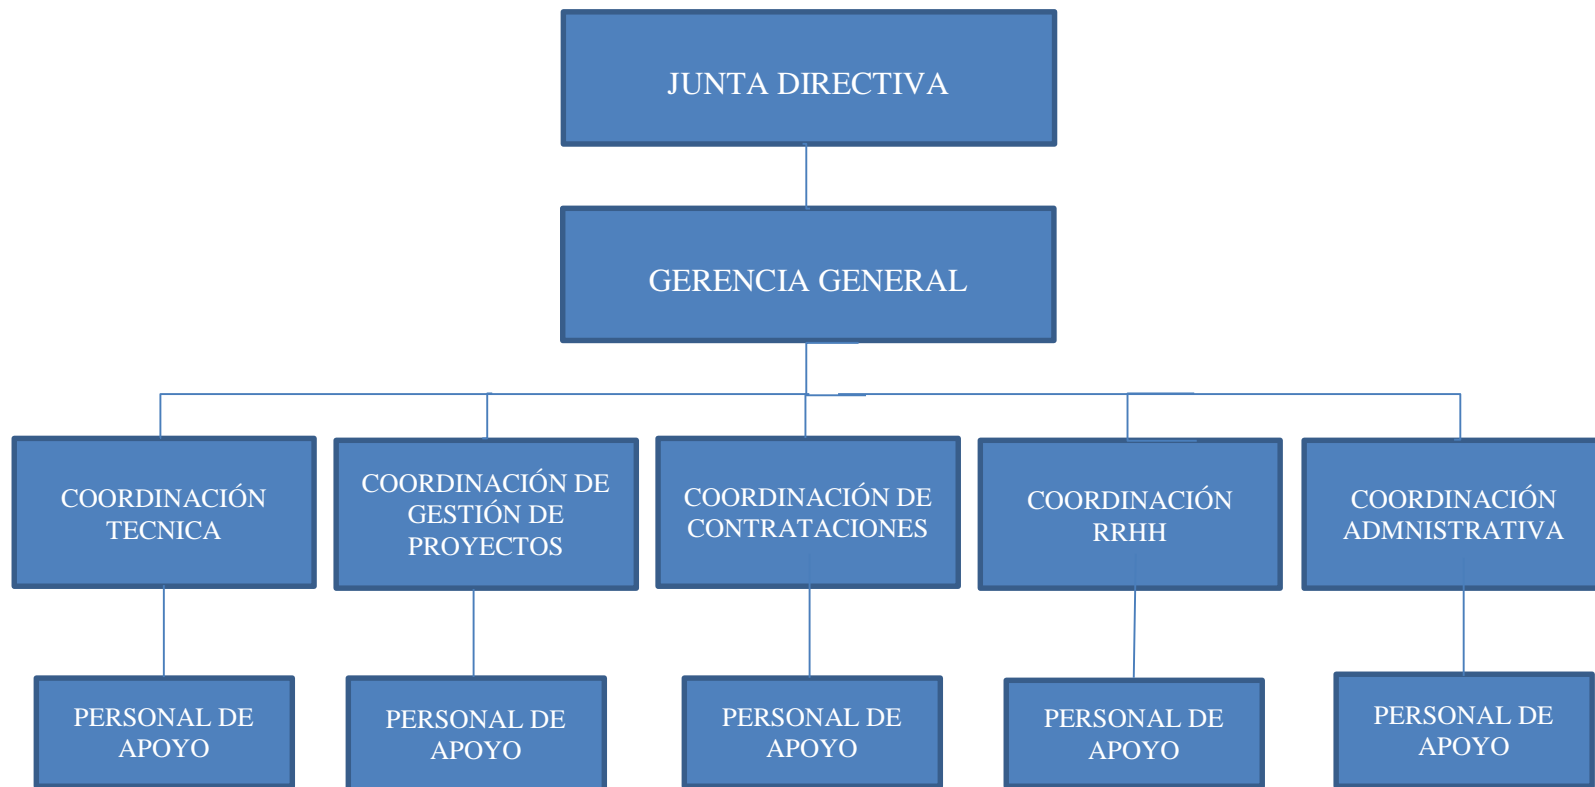 JUNTA DIRECTIVA
GERENCIA GENERAL
COORDINACIÓN
TECNICA
COORDINACIÓN DE
GESTIÓN DE
PROYECTOS
COORDINACIÓN DE
CONTRATACIONES
COORDINACIÓN
RRHH
COORDINACIÓN
ADMNISTRATIVA
PERSONAL DE
APOYO
PERSONAL DE
APOYO
PERSONAL DE
APOYO
PERSONAL DE
APOYO
PERSONAL DE
APOYO